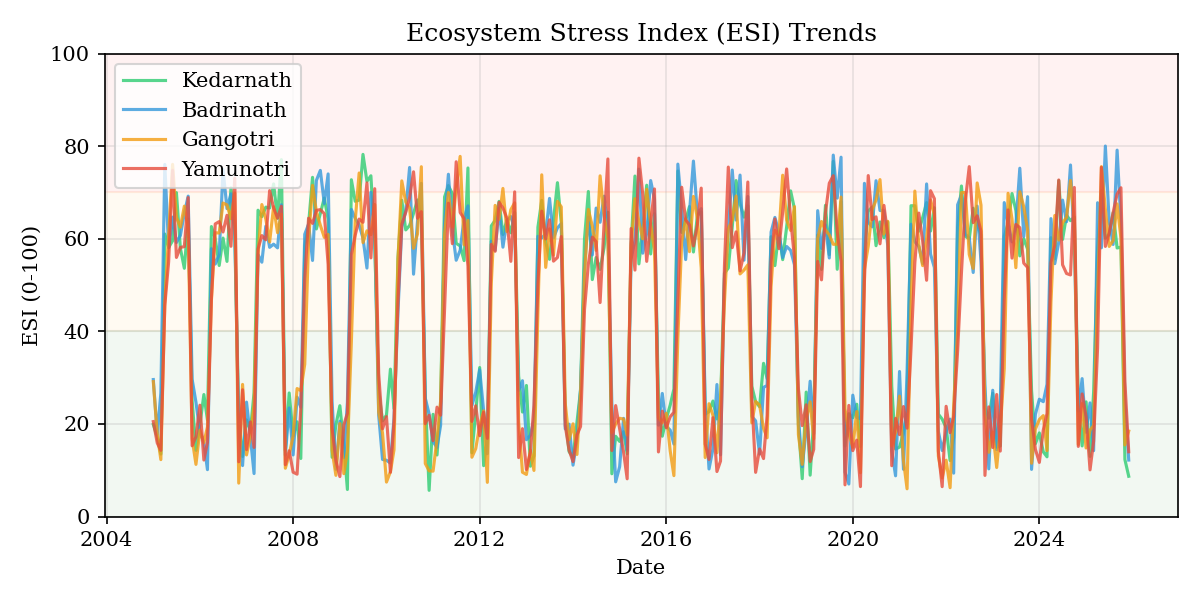 Ecosystem Stress Index (ESI) Trends
100
80
60
40
20
0
ESI (0-100)
Kedarnath
Badrinath
Gangotri
Yamunotri
2004
2008
2012
2016
2020
2024
Date